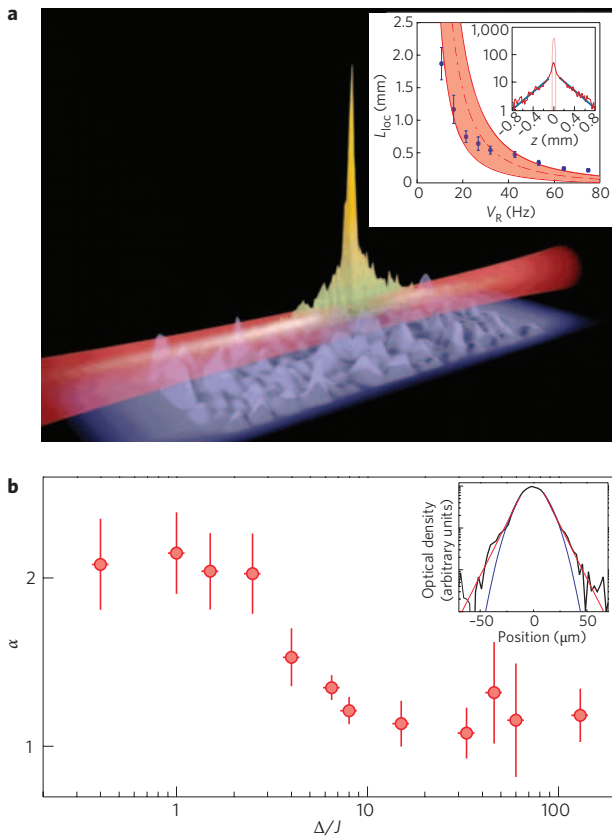 a
2.5
2.0
1.5
1.0
0.5
0
0 20 40 60 80
L_loc (mm)
V_R (Hz)
1,000
100
10
1
−0.8 −0.4 0 0.4 0.8
z (mm)
b
2
1
α
1 10 100
Δ/J
Optical density
(arbitrary units)
−50 0 50
Position (μm)